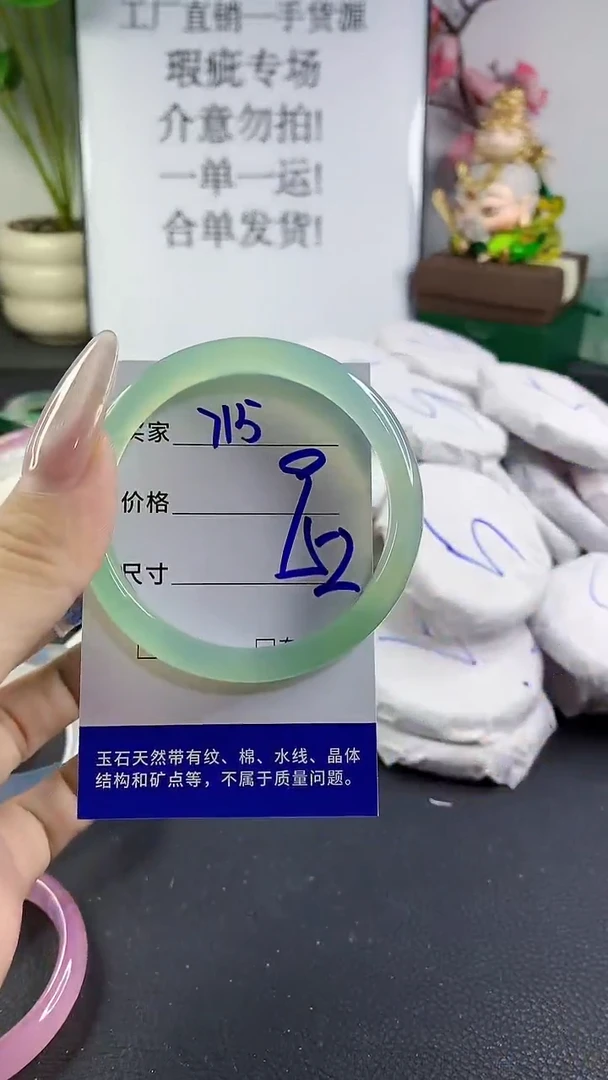 工厂直销一手货源
瑕疵专场
介意勿拍!
一单一运!
合单发货!
买家 715
价格
尺寸 52
玉石天然带有纹、棉、水线、晶体
结构和矿点等，不属于质量问题。